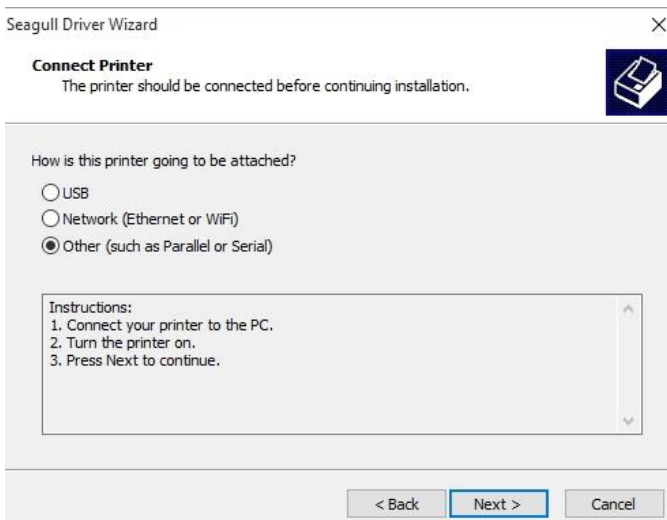 Seagull Driver Wizard
Connect Printer
The printer should be connected before continuing installation.
How is this printer going to be attached?
USB
Network (Ethernet or WiFi)
Other (such as Parallel or Serial)
Instructions:
1. Connect your printer to the PC.
2. Turn the printer on.
3. Press Next to continue.
< Back Next > Cancel